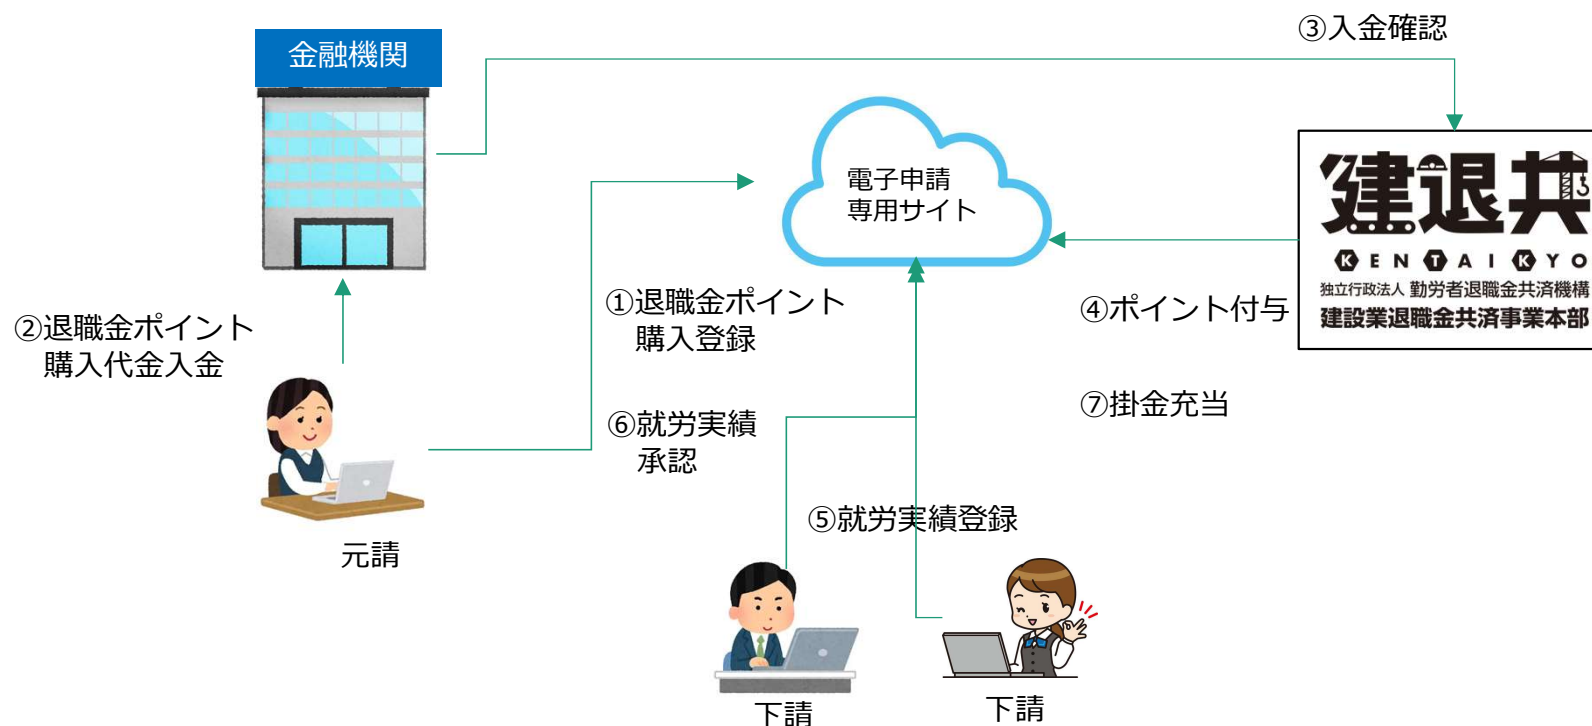 金融機関
③入金確認
電子申請
専用サイト
建退共
KENTAIKYO
独立行政法人 勤労者退職金共済機構
建設業退職金共済事業本部
①退職金ポイント
購入登録
②退職金ポイント
購入代金入金
④ポイント付与
⑥就労実績
承認
⑦掛金充当
⑤就労実績登録
元請
下請
下請